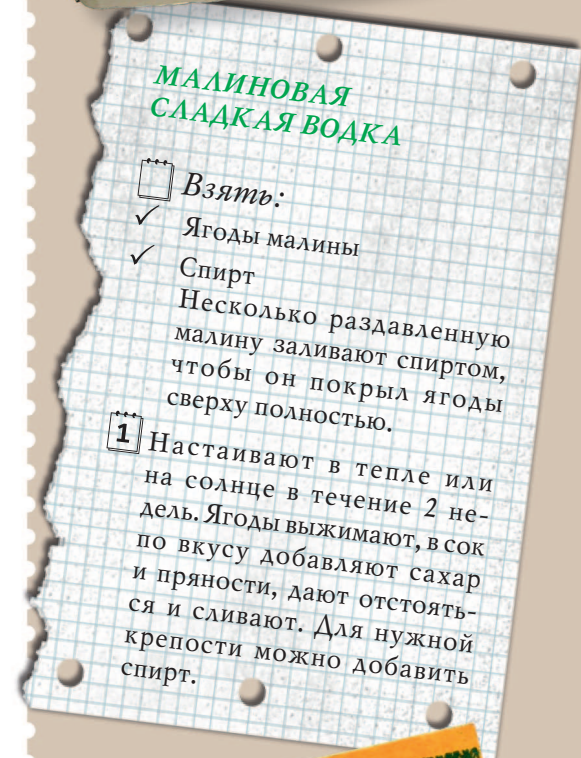 МАЛИНОВАЯ
СЛАДКАЯ ВОДКА
Взять:
Ягоды малины
Спирт
Несколько раздавленную
малину заливают спиртом,
чтобы он покрыл ягоды
сверху полностью.
1 Настаивают в тепле или
на солнце в течение 2 не-
дель. Ягоды выжимают, в сок
по вкусу добавляют сахар
и пряности, дают отстоять-
ся и сливают. Для нужной
крепости можно добавить
спирт.